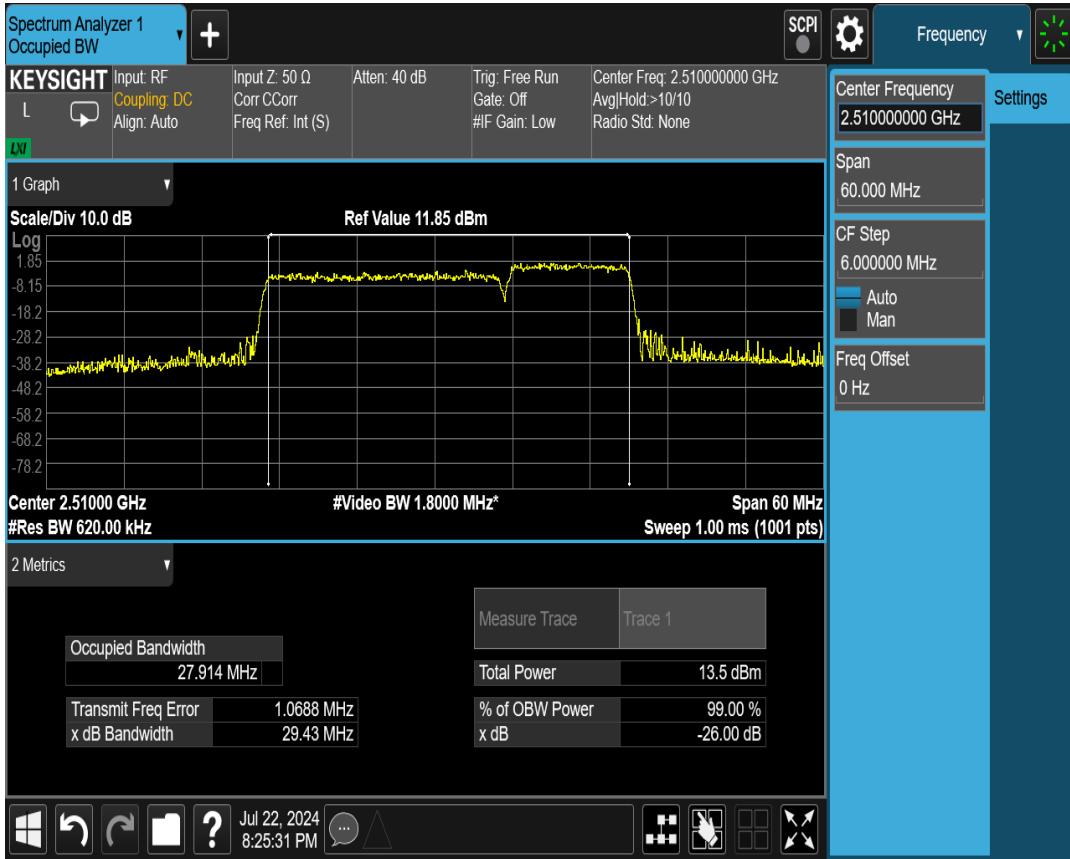 Spectrum Analyzer 1
Occupied BW
+
SCPI
Frequency
KEYSIGHT
L
LXI
Input: RF
Coupling: DC
Align: Auto
Input Z: 50 Ω
Corr CCorr
Freq Ref: Int (S)
Atten: 40 dB
Trig: Free Run
Gate: Off
#IF Gain: Low
Center Freq: 2.510000000 GHz
Avg|Hold:>10/10
Radio Std: None
Center Frequency
2.510000000 GHz
Settings
Span
60.000 MHz
CF Step
6.000000 MHz
Auto
Man
Freq Offset
0 Hz
1 Graph
Scale/Div 10.0 dB
Ref Value 11.85 dBm
Log
1.85
-8.15
-18.2
-28.2
-38.2
-48.2
-58.2
-68.2
-78.2
Center 2.51000 GHz
#Video BW 1.8000 MHz*
Span 60 MHz
#Res BW 620.00 kHz
Sweep 1.00 ms (1001 pts)
2 Metrics
Measure Trace
Trace 1
Occupied Bandwidth
27.914 MHz
Total Power
13.5 dBm
Transmit Freq Error
1.0688 MHz
% of OBW Power
99.00 %
x dB Bandwidth
29.43 MHz
x dB
-26.00 dB
?
Jul 22, 2024
8:25:31 PM